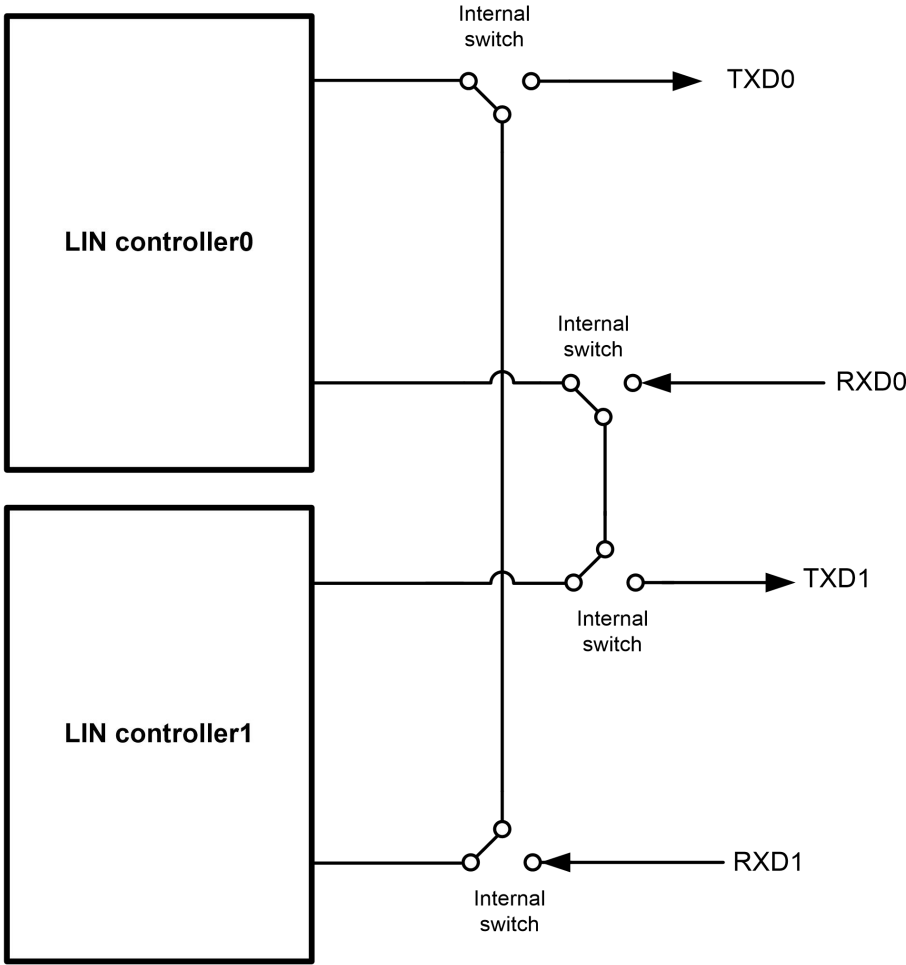 Internal
switch
TXD0
LIN controller0
Internal
switch
RXD0
TXD1
Internal
switch
LIN controller1
RXD1
Internal
switch